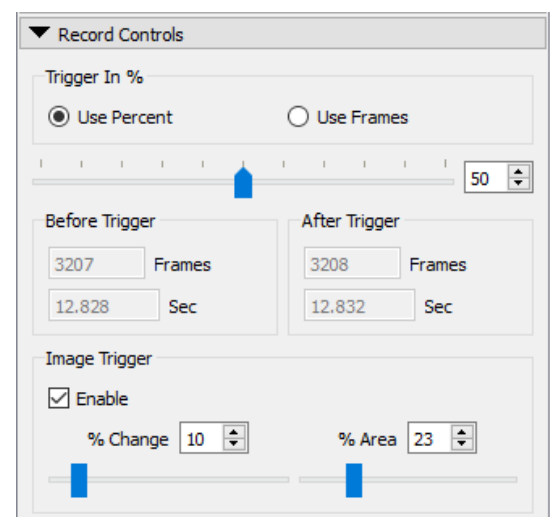 Record Controls
Trigger In %
Use Percent Use Frames
50
Before Trigger After Trigger
3207 Frames 3208 Frames
12.828 Sec 12.832 Sec
Image Trigger
Enable
% Change 10 % Area 23